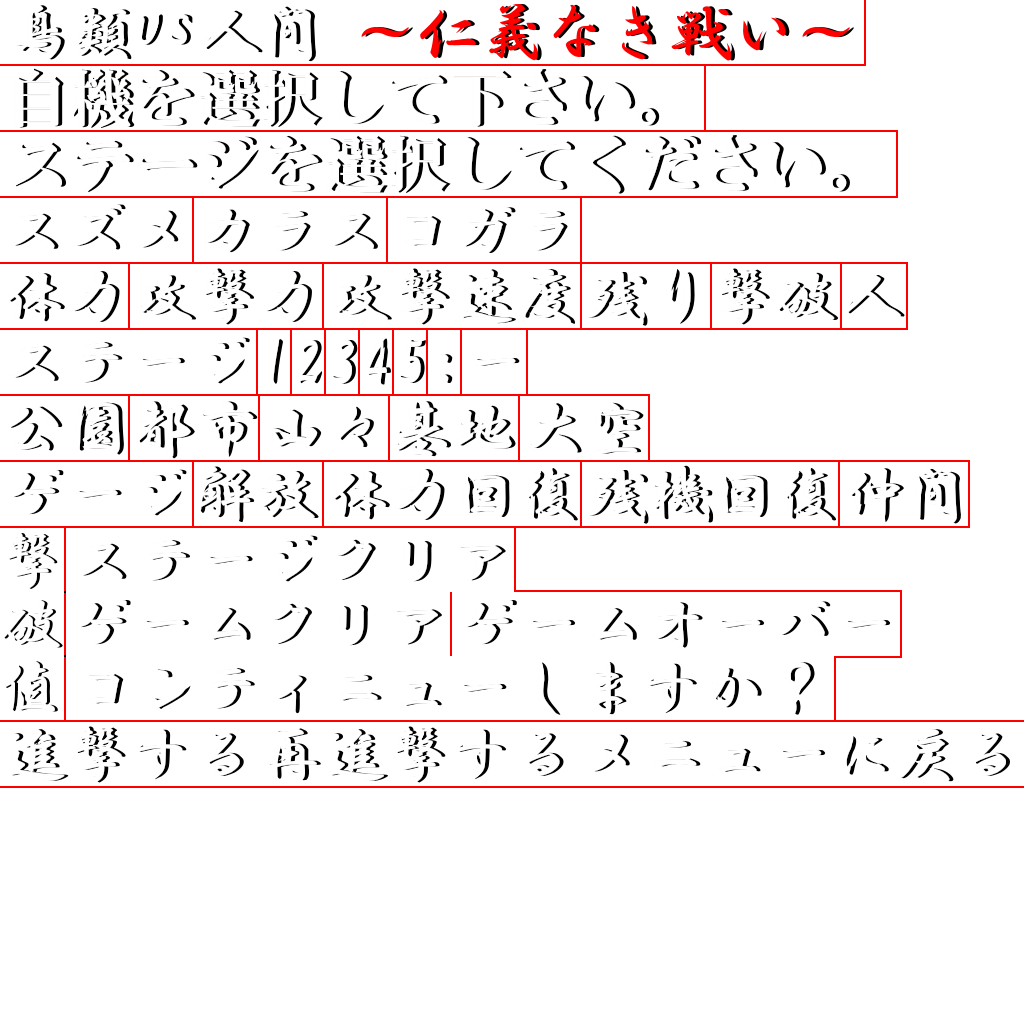 鳥類VS人間 ～仁義なき戦い～
自機を選択して下さい。
ステージを選択してください。
スズメ カラス コガラ
体力 攻撃力 攻撃速度 残り 撃破 人
ステージ 1 2 3 4 5 : ー
公園 都市 山々 墓地 大空
ゲージ 解放 体力回復 残機回復 仲間
撃 ステージクリア
破 ゲームクリア ゲームオーバー
値 コンティニューしますか？
進撃する 再進撃する メニューに戻る